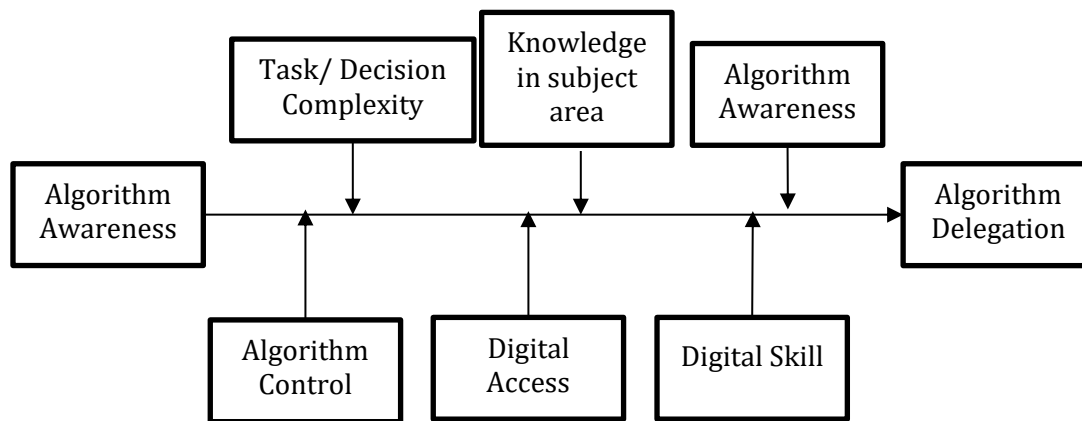 Task/ Decision
Complexity
Knowledge
in subject
area
Algorithm
Awareness
Algorithm
Awareness
Algorithm
Delegation
Algorithm
Control
Digital
Access
Digital Skill